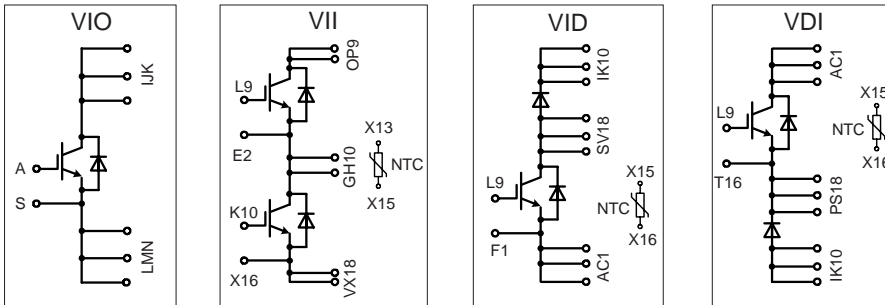 VIO
IJK
A
S
LMN
VII
OP9
L9
E2
X13
NTC
X15
GH10
K10
X16
VX18
VID
IK10
SV18
L9
X15
NTC
X16
F1
AC1
VDI
AC1
L9
X15
NTC
X16
T16
PS18
IK10